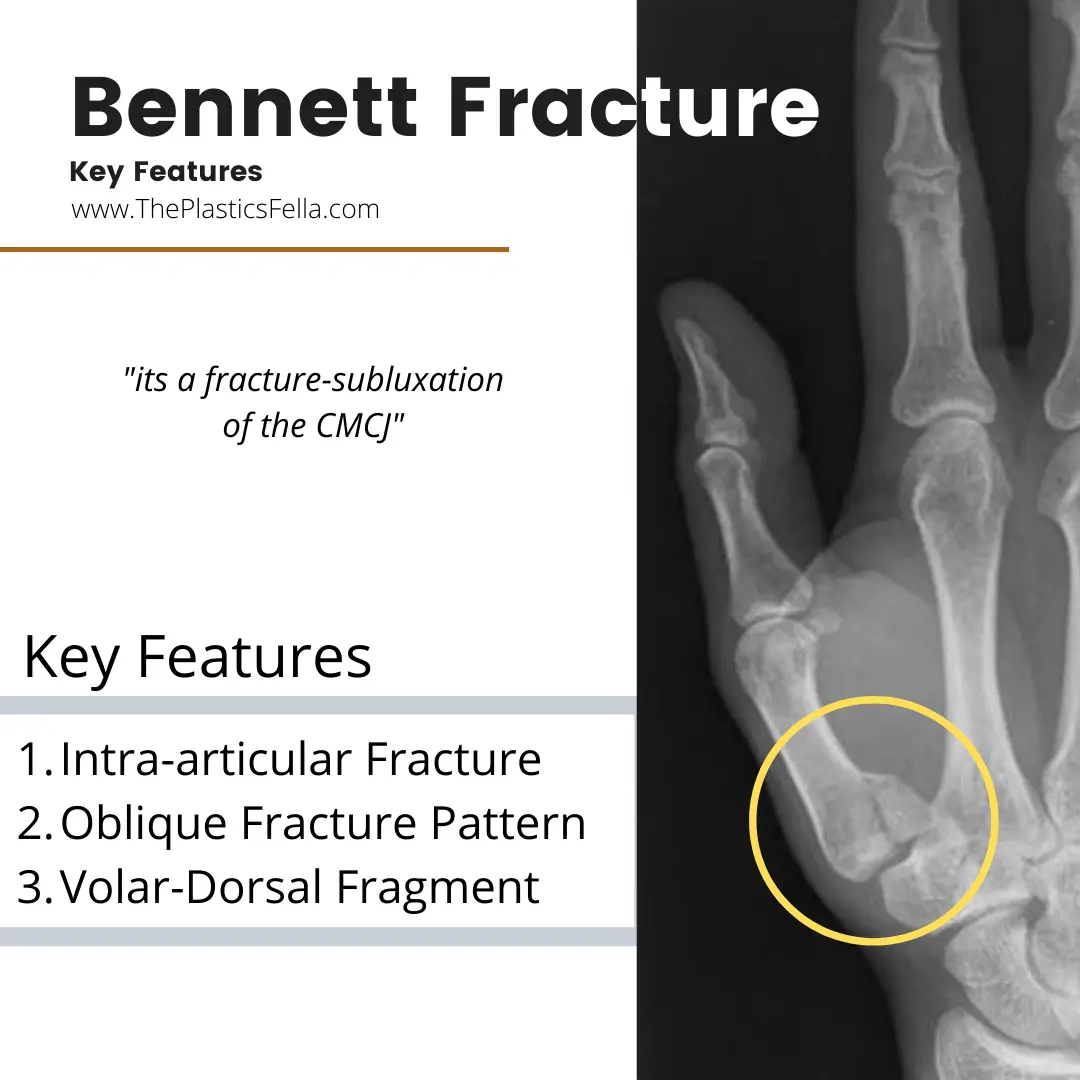 Bennett Fracture
Key Features
www.ThePlasticsFella.com
"its a fracture-subluxation
of the CMCJ"
Key Features
1. Intra-articular Fracture
2. Oblique Fracture Pattern
3. Volar-Dorsal Fragment